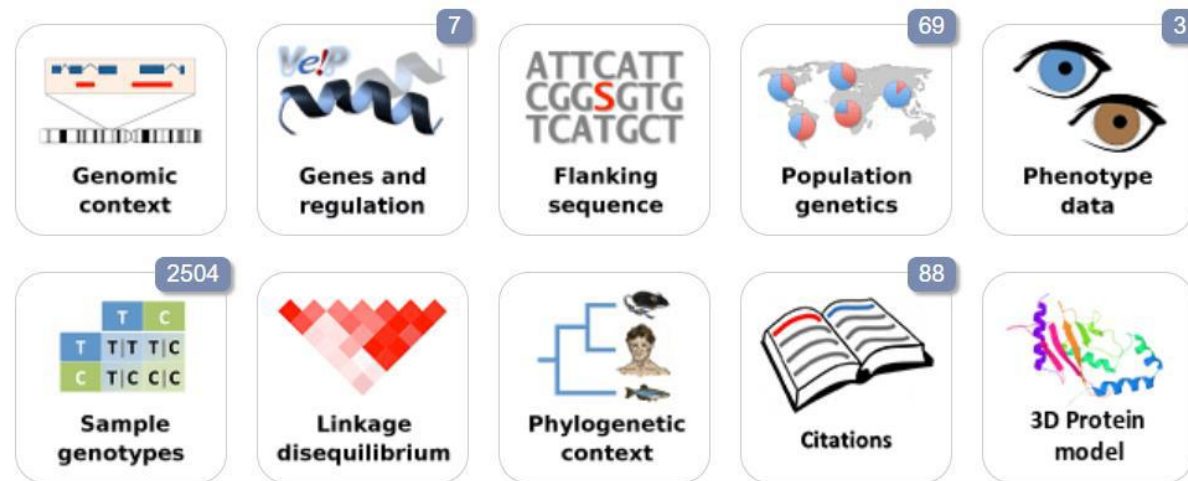 7
69
3
Ve!P
ATTCATT
CGGSGTG
TCATGCT
Genomic
context
Genes and
regulation
Flanking
sequence
Population
genetics
Phenotype
data
2504
88
T C
T T|T T|C
C T|C C|C
Sample
genotypes
Linkage
disequilibrium
Phylogenetic
context
Citations
3D Protein
model